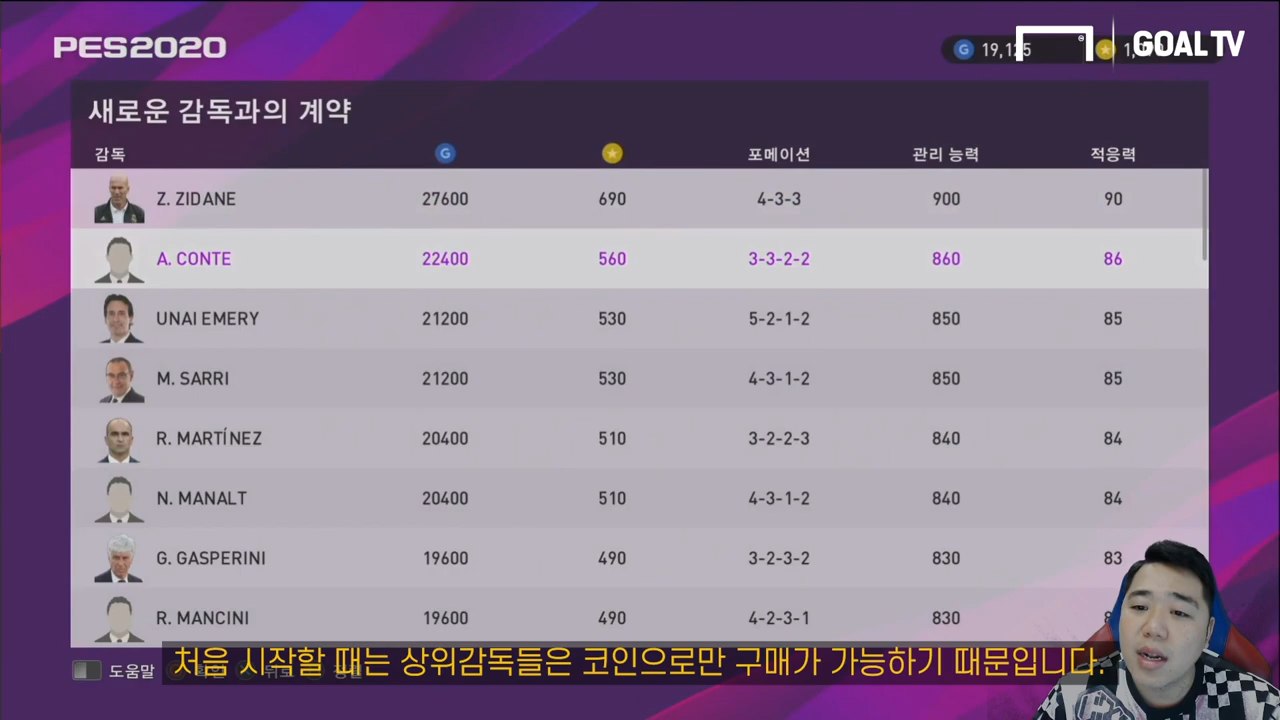 PES2020
G 19,125
GOAL TV
새로운 감독과의 계약
감독 G 포메이션 관리 능력 적응력
Z. ZIDANE 27600 690 4-3-3 900 90
A. CONTE 22400 560 3-3-2-2 860 86
UNAI EMERY 21200 530 5-2-1-2 850 85
M. SARRI 21200 530 4-3-1-2 850 85
R. MARTÍNEZ 20400 510 3-2-2-3 840 84
N. MANALT 20400 510 4-3-1-2 840 84
G. GASPERINI 19600 490 3-2-3-2 830 83
R. MANCINI 19600 490 4-2-3-1 830
도움말
처음 시작할 때는 상위감독들은 코인으로만 구매가 가능하기 때문입니다.